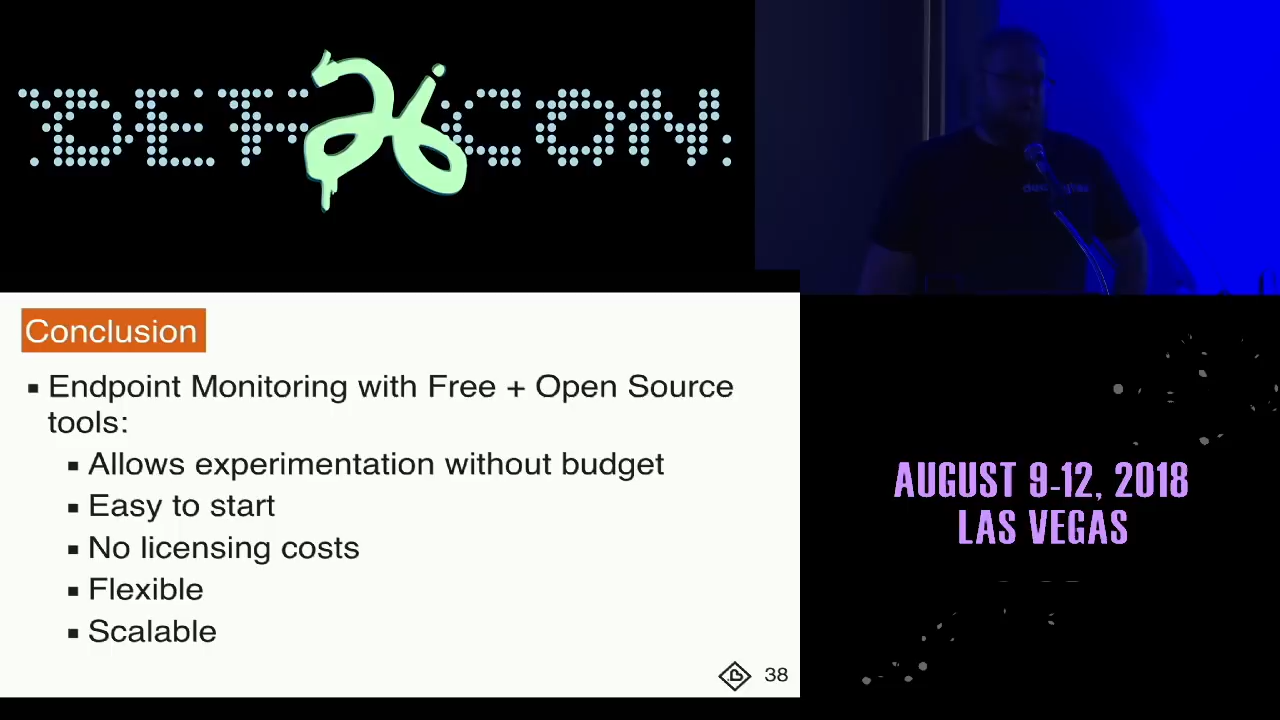 DEF CON
26
Conclusion
▪ Endpoint Monitoring with Free + Open Source
tools:
▪ Allows experimentation without budget
▪ Easy to start
▪ No licensing costs
▪ Flexible
▪ Scalable
38
AUGUST 9-12, 2018
LAS VEGAS